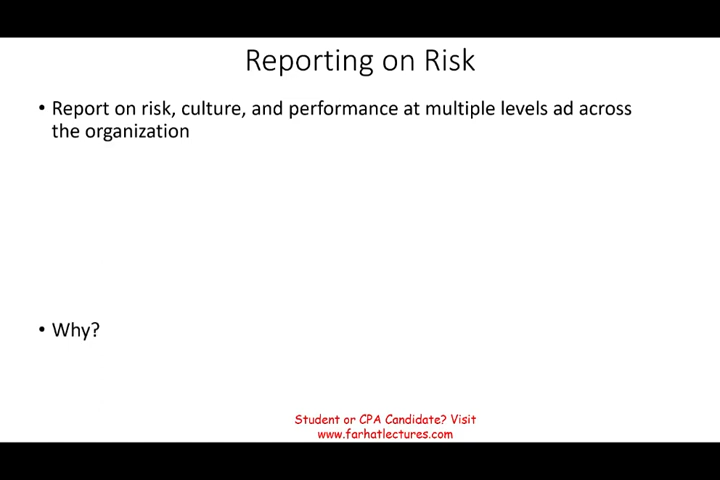 Reporting on Risk
• Report on risk, culture, and performance at multiple levels ad across
the organization
• Why?
Student or CPA Candidate? Visit
www.farhatlectures.com